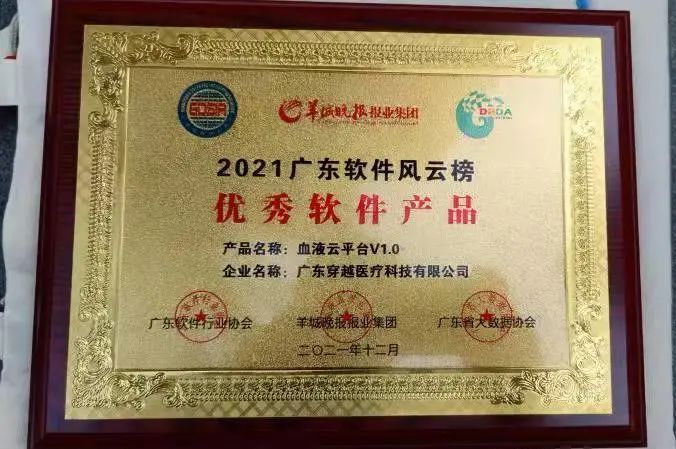 GDSIA
羊城晚报报业集团
DBDA
2021广东软件风云榜
优秀软件产品
产品名称：血液云平台V1.0
企业名称：广东穿越医疗科技有限公司
广东软件行业协会 羊城晚报报业集团 广东省大数据协会
二〇二一年十二月